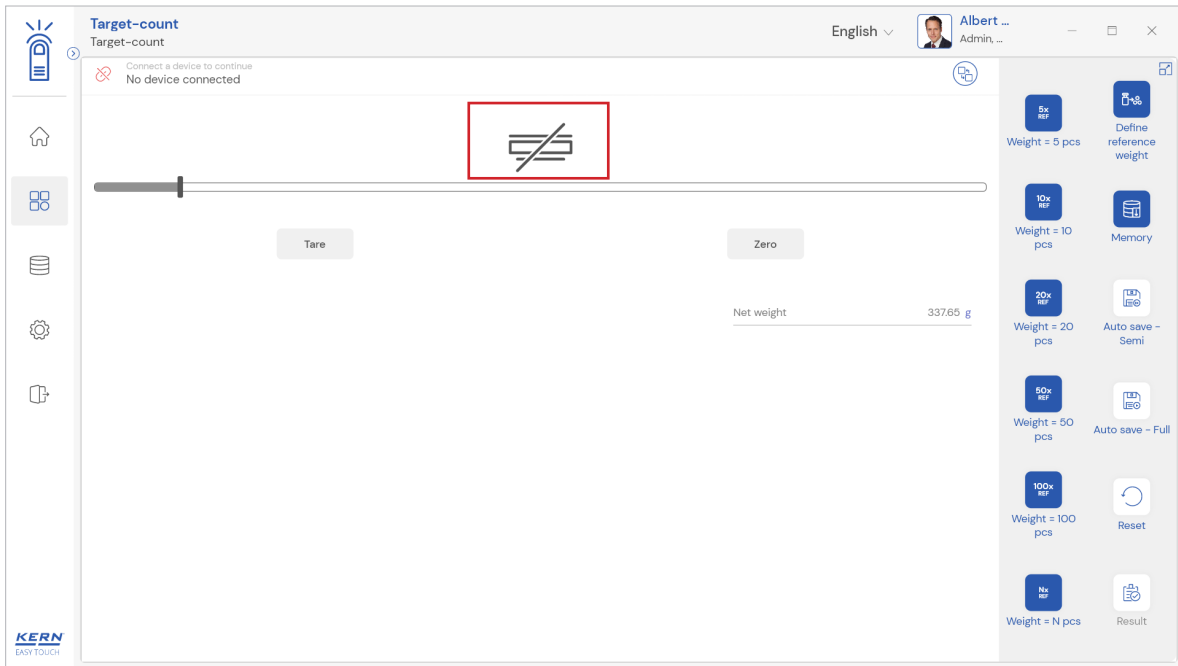 Target-count
Target-count
English
Albert ...
Admin, ...
Connect a device to continue
No device connected
Tare
Zero
Net weight 337.65 g
5x
REF
Weight = 5 pcs
Define
reference
weight
10x
REF
Weight = 10
pcs
Memory
20x
REF
Weight = 20
pcs
Auto save -
Semi
50x
REF
Weight = 50
pcs
Auto save - Full
100x
REF
Weight = 100
pcs
Reset
Nx
REF
Weight = N pcs
Result
KERN
EASY TOUCH